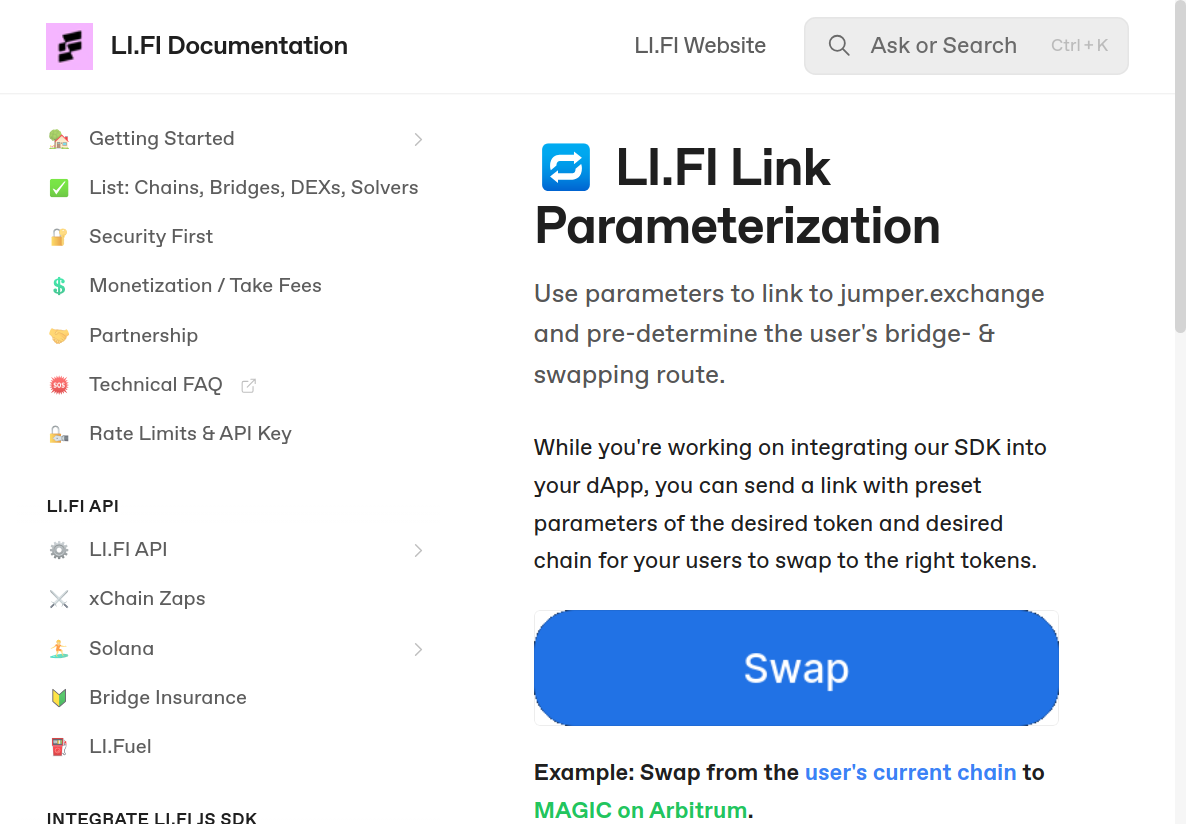 LI.FI Documentation
LI.FI Website
Ask or Search
Ctrl + K
Getting Started
List: Chains, Bridges, DEXs, Solvers
Security First
Monetization / Take Fees
Partnership
Technical FAQ
Rate Limits & API Key
LI.FI API
LI.FI API
xChain Zaps
Solana
Bridge Insurance
LI.Fuel
INTEGRATE LI.FI JS SDK
LI.FI Link
Parameterization
Use parameters to link to jumper.exchange
and pre-determine the user's bridge- &
swapping route.
While you're working on integrating our SDK into
your dApp, you can send a link with preset
parameters of the desired token and desired
chain for your users to swap to the right tokens.
Swap
Example: Swap from the user's current chain to
MAGIC on Arbitrum.